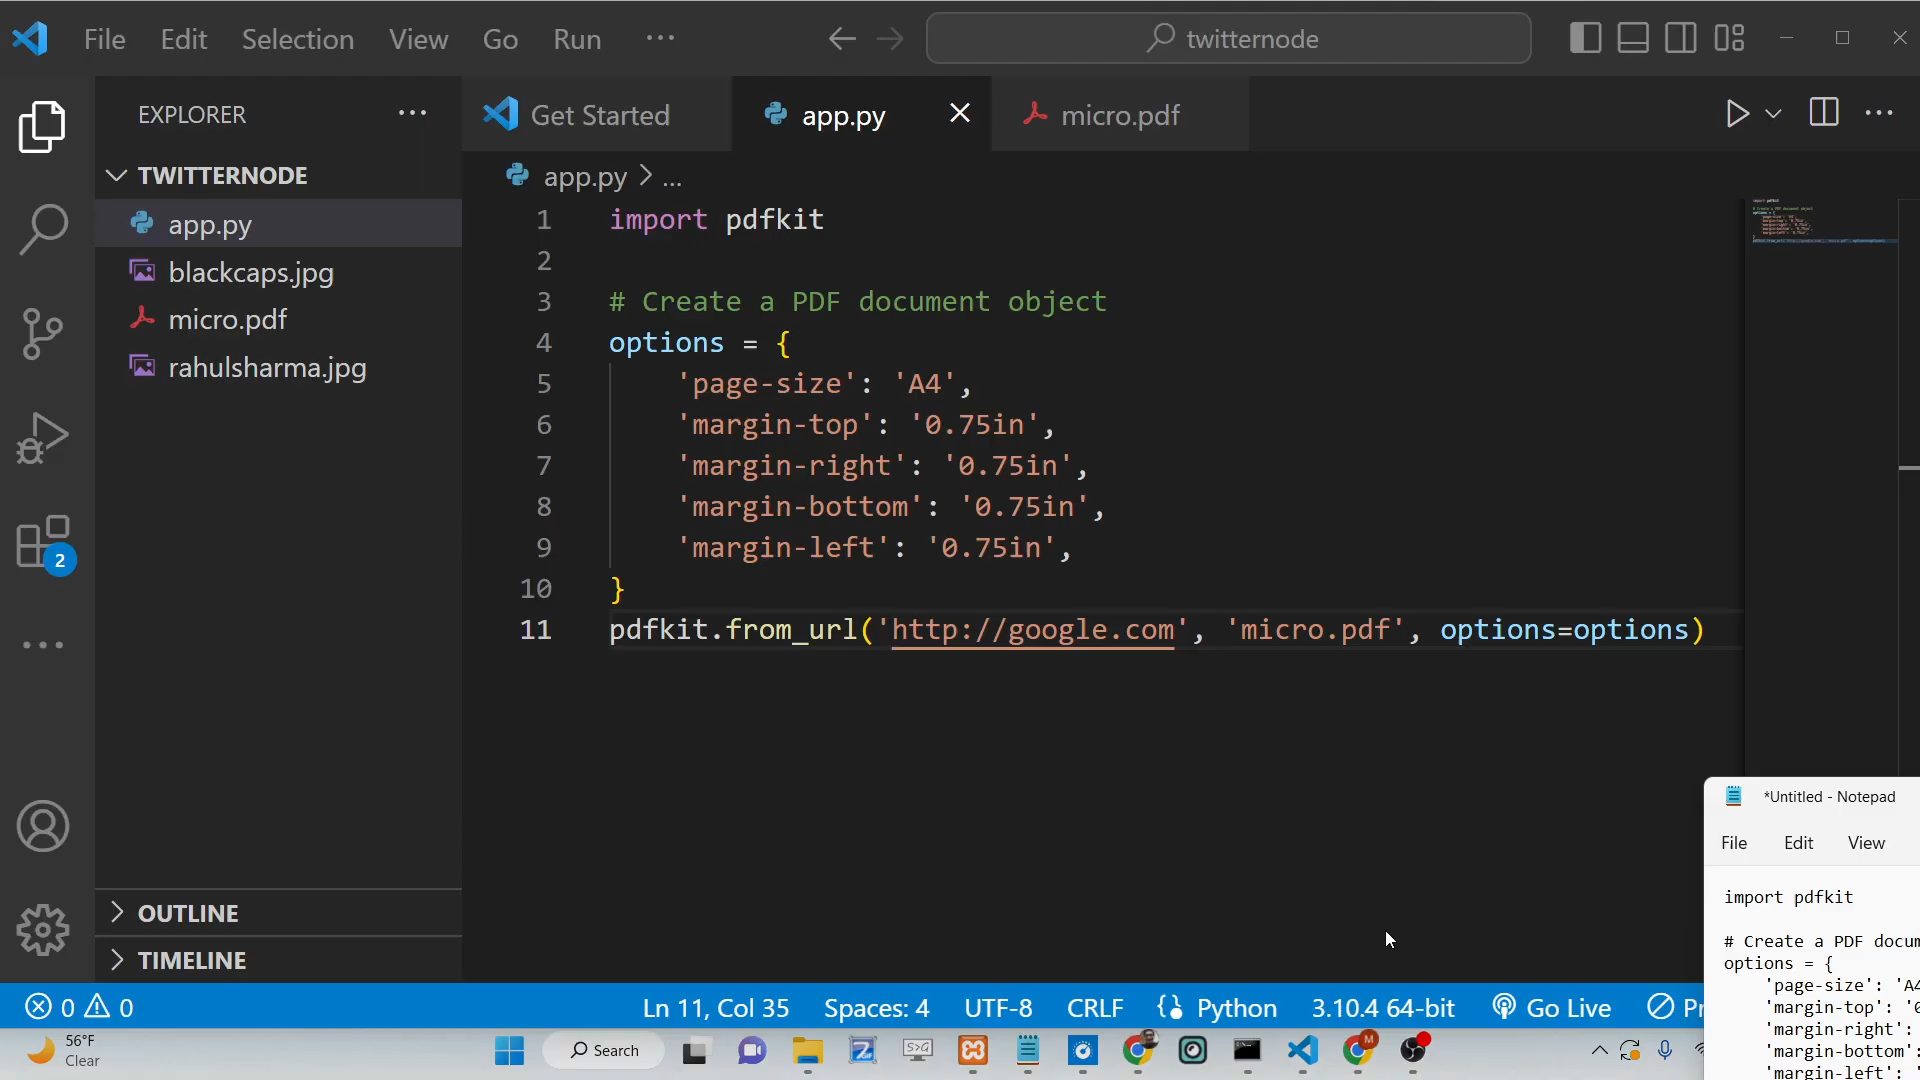 File Edit Selection View Go Run ...
twitternode
EXPLORER ...
TWITTERNODE
app.py
blackcaps.jpg
micro.pdf
rahulsharma.jpg
OUTLINE
TIMELINE
2
Get Started
app.py
micro.pdf
app.py > ...
1 import pdfkit
2
3 # Create a PDF document object
4 options = {
5 'page-size': 'A4',
6 'margin-top': '0.75in',
7 'margin-right': '0.75in',
8 'margin-bottom': '0.75in',
9 'margin-left': '0.75in',
10 }
11 pdfkit.from_url('http://google.com', 'micro.pdf', options=options)
*Untitled - Notepad
File Edit View
import pdfkit
# Create a PDF docum
options = {
'page-size': 'A4
'margin-top': '0
'margin-right':
'margin-bottom':
'margin-left': '
0 0 Ln 11, Col 35 Spaces: 4 UTF-8 CRLF Python 3.10.4 64-bit Go Live Pr
56°F
Clear
Search